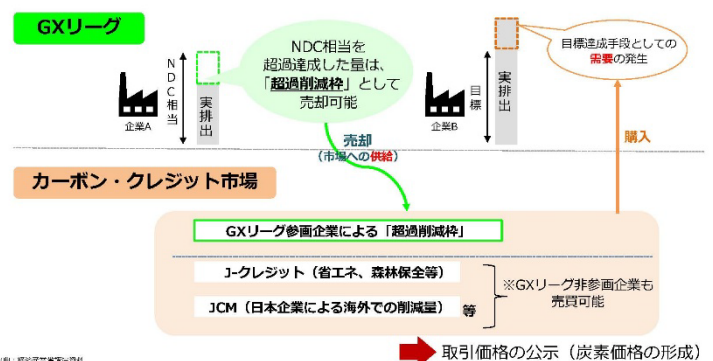 GXリーグ
NDC相当
実排出
企業A
NDC相当を
超過達成した量は、
「超過削減枠」として
売却可能
目標
実排出
企業B
目標達成手段としての
需要の発生
売却
(市場への供給)
購入
カーボン・クレジット市場
GXリーグ参画企業による「超過削減枠」
J-クレジット（省エネ、森林保全等）
JCM（日本企業による海外での削減量）
等
※GXリーグ非参画企業も
売買可能
取引価格の公示（炭素価格の形成）